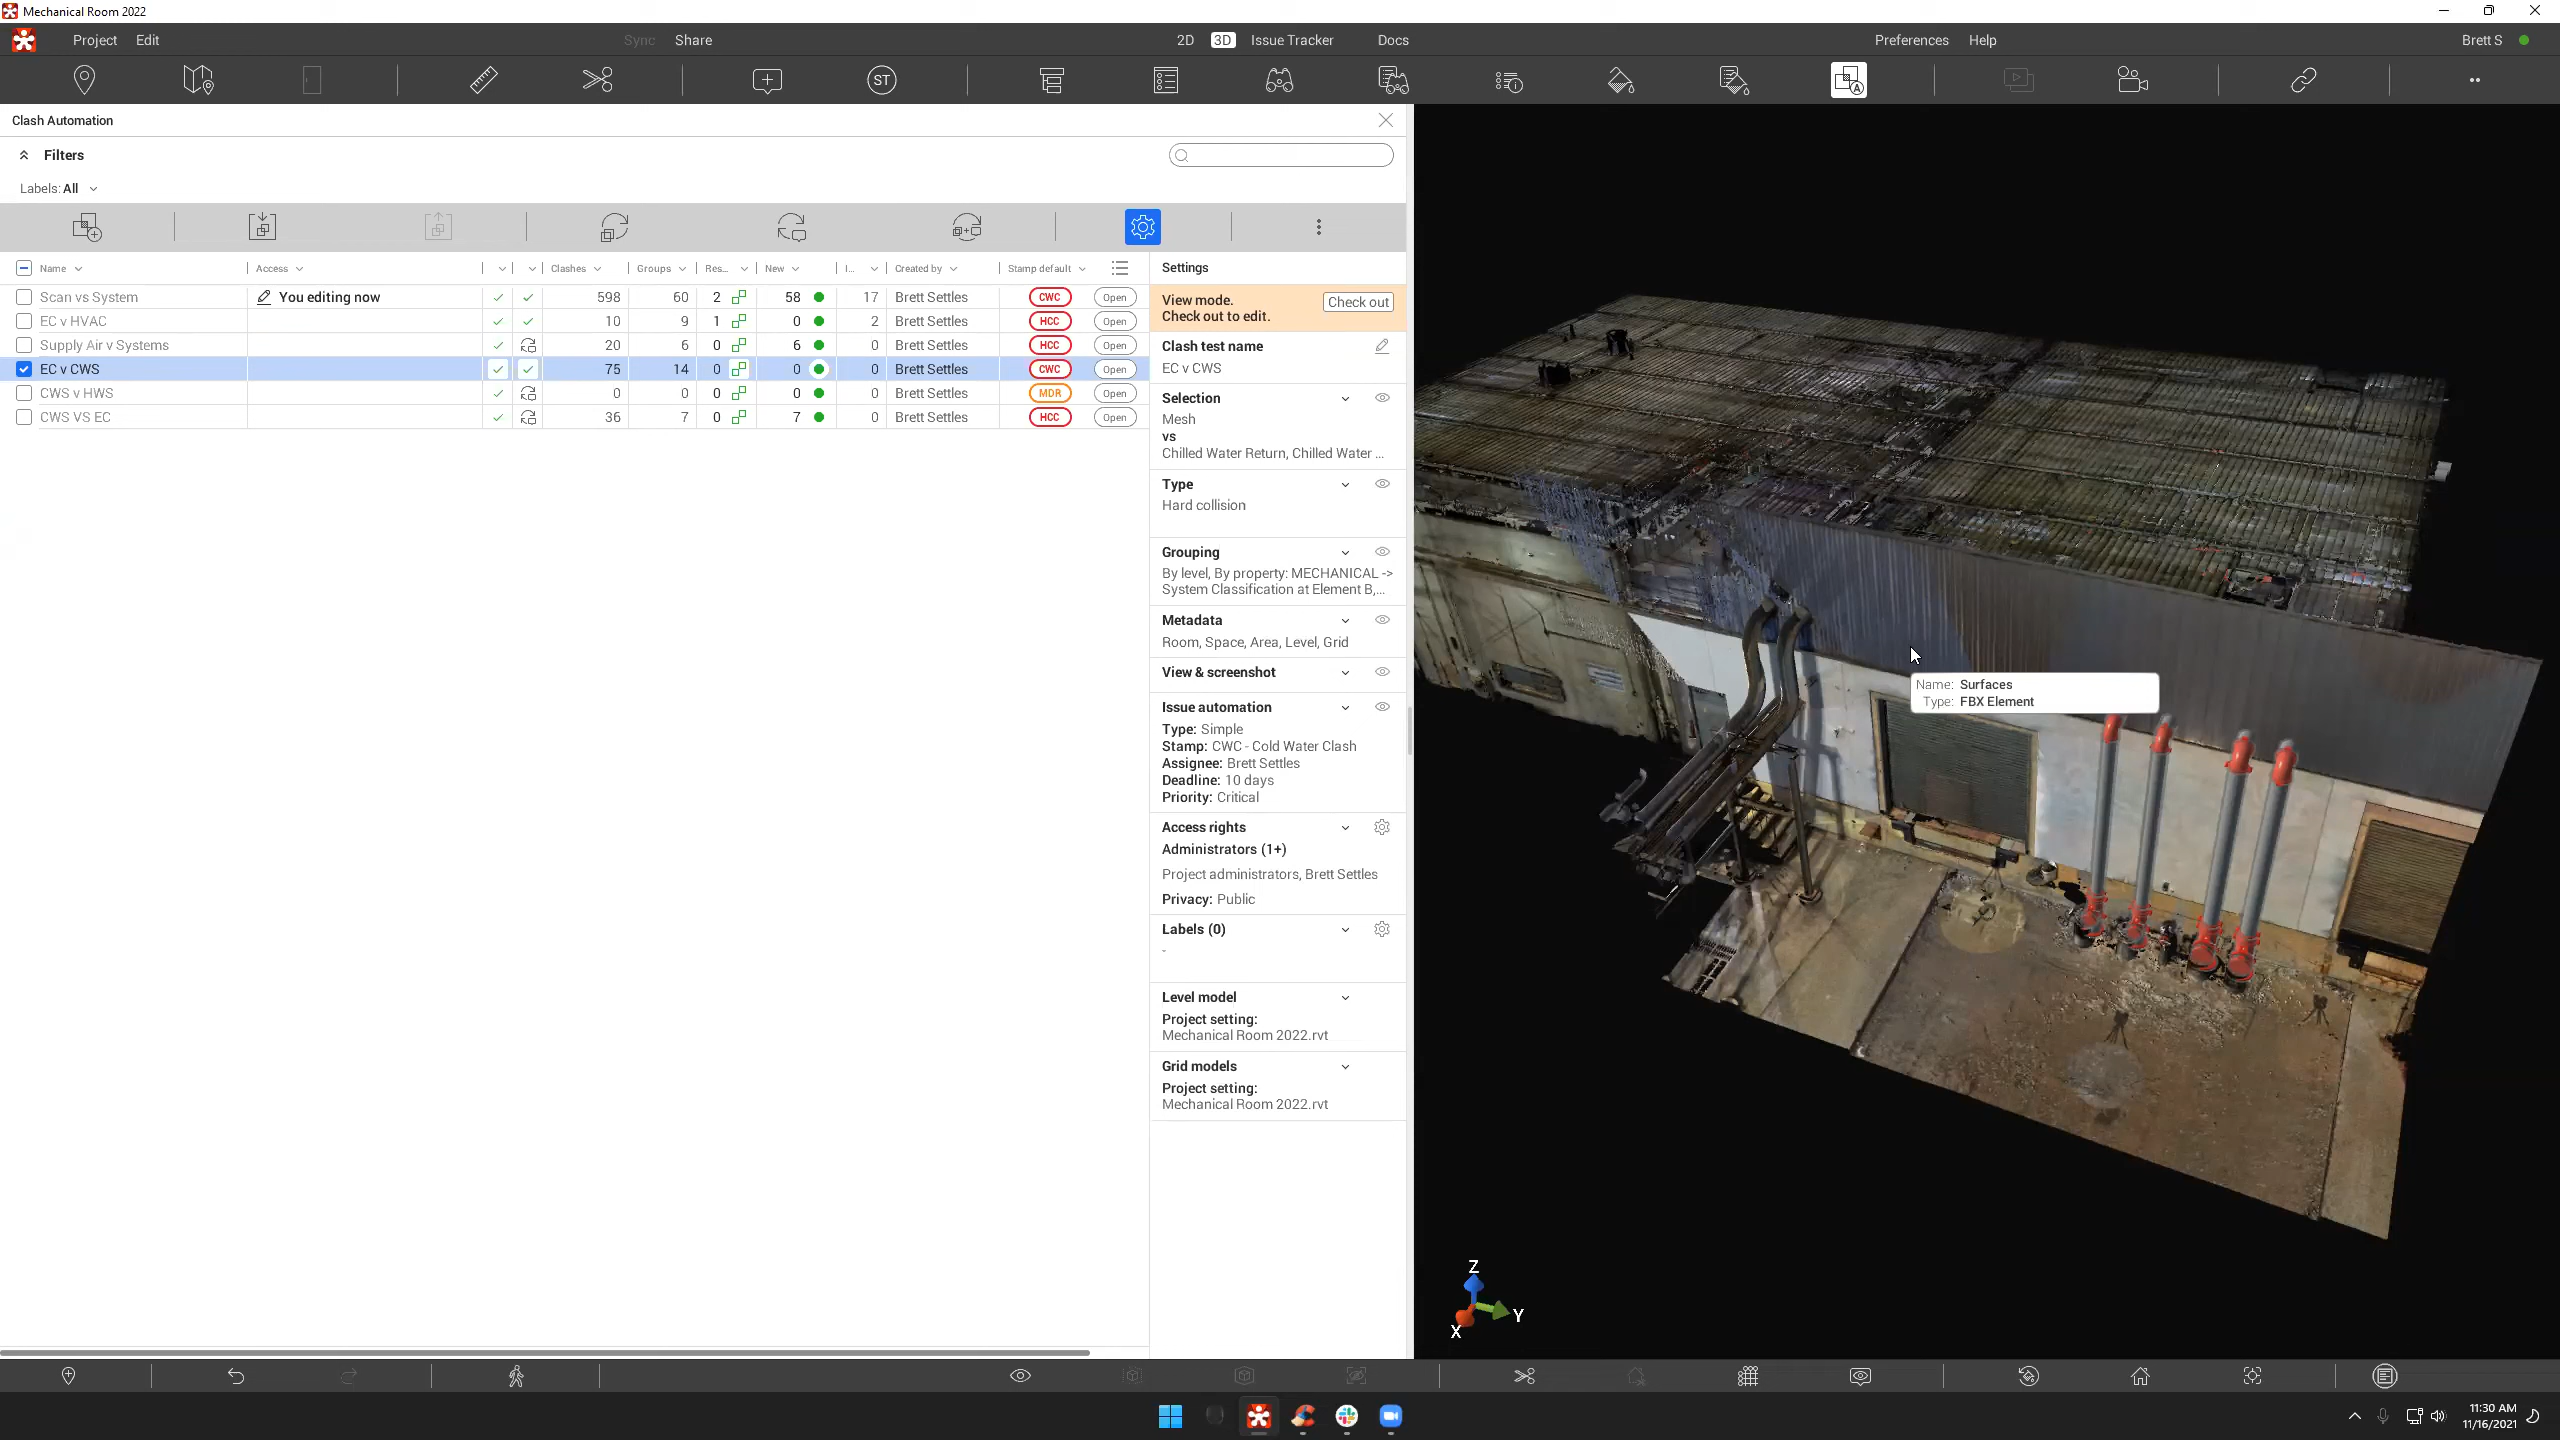 Mechanical Room 2022
Project Edit Sync Share 2D 3D Issue Tracker Docs Preferences Help Brett S
ST A
Clash Automation
Filters
Labels: All
Name Access Clashes Groups Res... New I... Created by Stamp default
Scan vs System You editing now 598 60 2 58 17 Brett Settles CWC Open
EC v HVAC 10 9 1 0 2 Brett Settles HCC Open
Supply Air v Systems 20 6 0 6 0 Brett Settles HCC Open
EC v CWS 75 14 0 0 0 Brett Settles CWC Open
CWS v HWS 0 0 0 0 0 Brett Settles MDR Open
CWS VS EC 36 7 0 7 0 Brett Settles HCC Open
Settings
View mode.
Check out to edit.
Check out
Clash test name
EC v CWS
Selection
Mesh
vs
Chilled Water Return, Chilled Water ...
Type
Hard collision
Grouping
By level, By property: MECHANICAL ->
System Classification at Element B,...
Metadata
Room, Space, Area, Level, Grid
View & screenshot
Issue automation
Type: Simple
Stamp: CWC - Cold Water Clash
Assignee: Brett Settles
Deadline: 10 days
Priority: Critical
Access rights
Administrators (1+)
Project administrators, Brett Settles
Privacy: Public
Labels (0)
-
Level model
Project setting:
Mechanical Room 2022.rvt
Grid models
Project setting:
Mechanical Room 2022.rvt
Name: Surfaces
Type: FBX Element
Z
Y
X
11:30 AM
11/16/2021